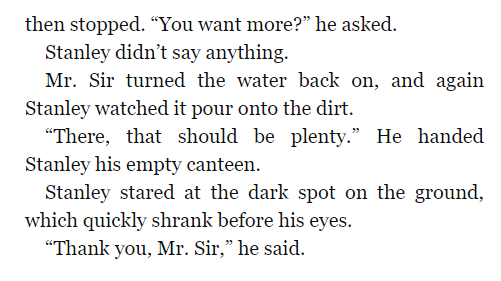 then stopped. “You want more?” he asked.
Stanley didn’t say anything.
Mr. Sir turned the water back on, and again
Stanley watched it pour onto the dirt.
“There, that should be plenty.” He handed
Stanley his empty canteen.
Stanley stared at the dark spot on the ground,
which quickly shrank before his eyes.
“Thank you, Mr. Sir,” he said.